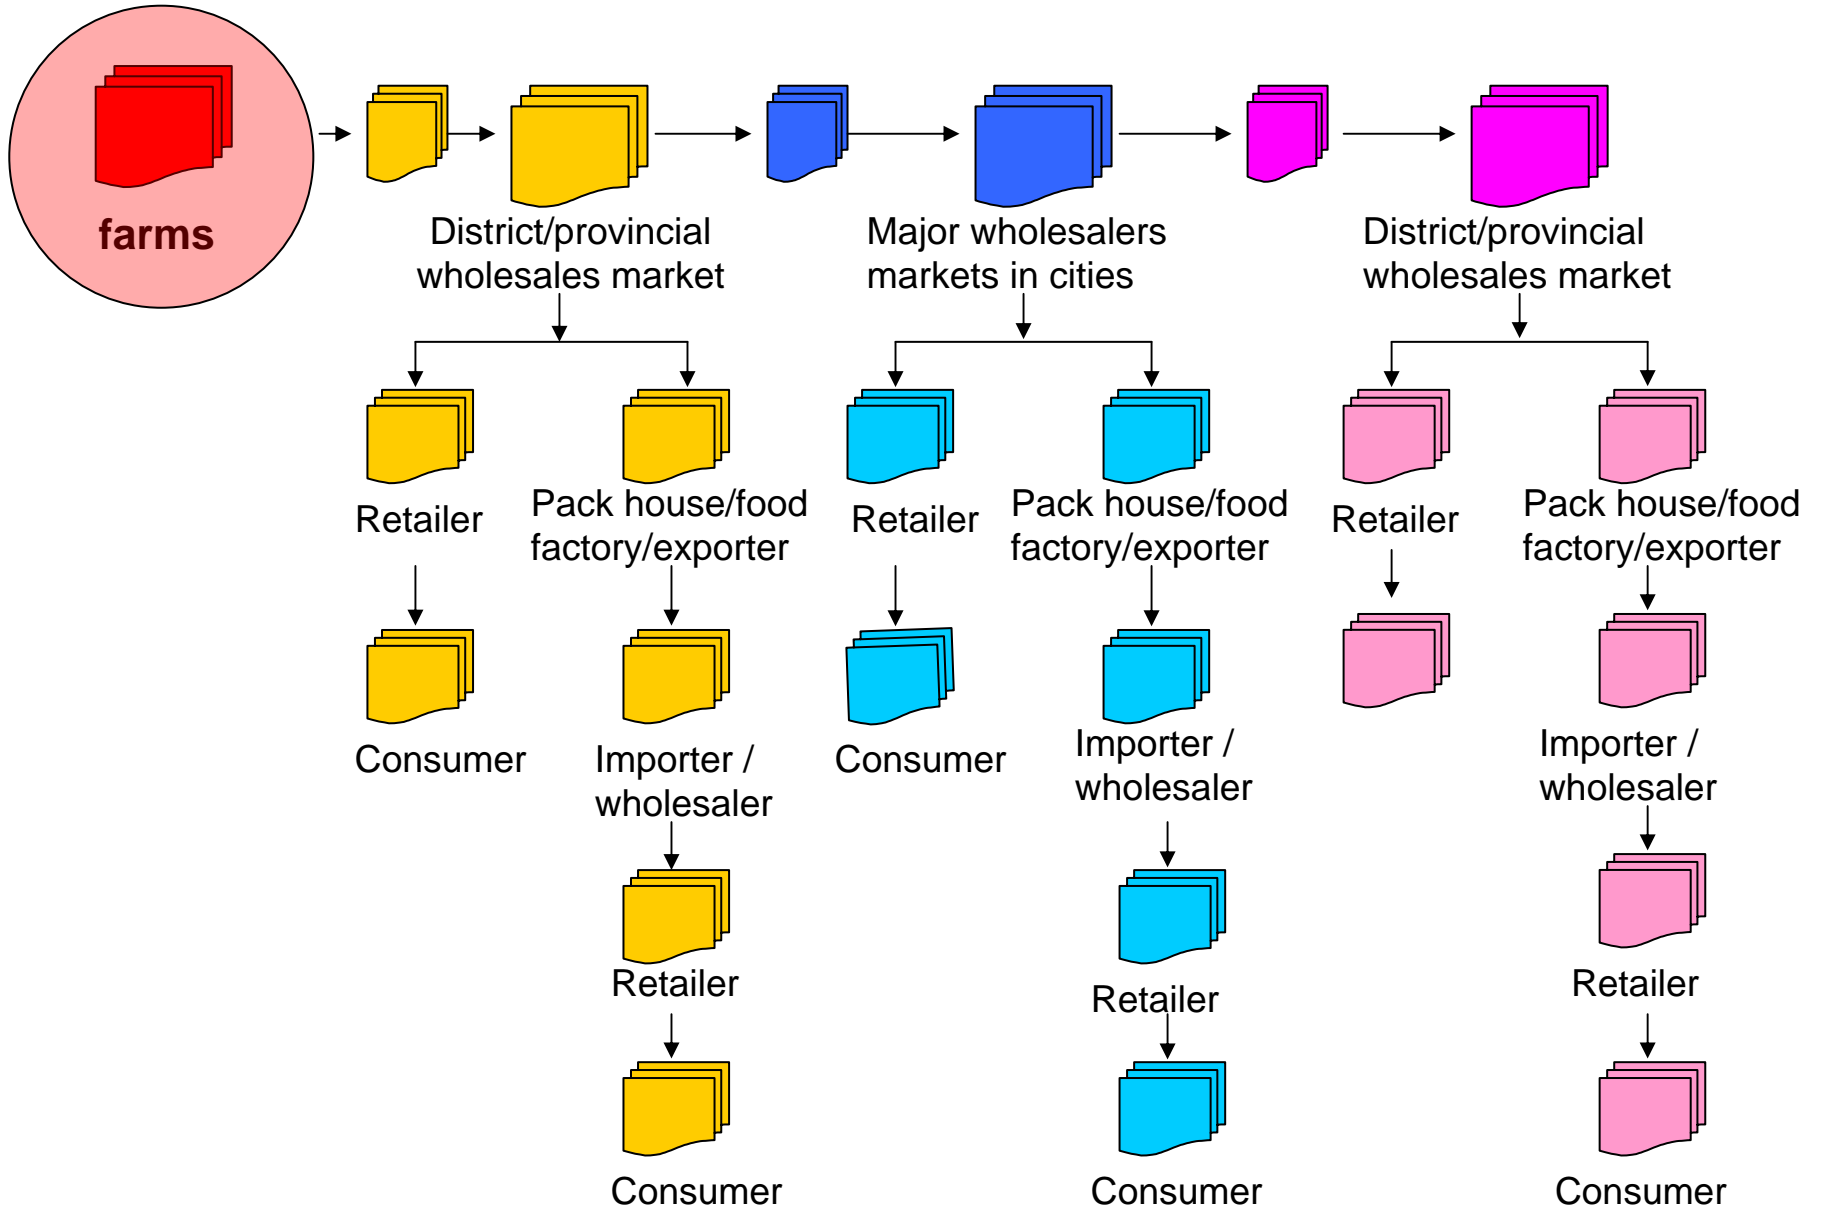 farms
District/provincial
wholesales market
Major wholesalers
markets in cities
District/provincial
wholesales market
Retailer
Pack house/food
factory/exporter
Retailer
Pack house/food
factory/exporter
Retailer
Pack house/food
factory/exporter
Consumer
Importer /
wholesaler
Consumer
Importer /
wholesaler
Importer /
wholesaler
Retailer
Retailer
Retailer
Consumer
Consumer
Consumer